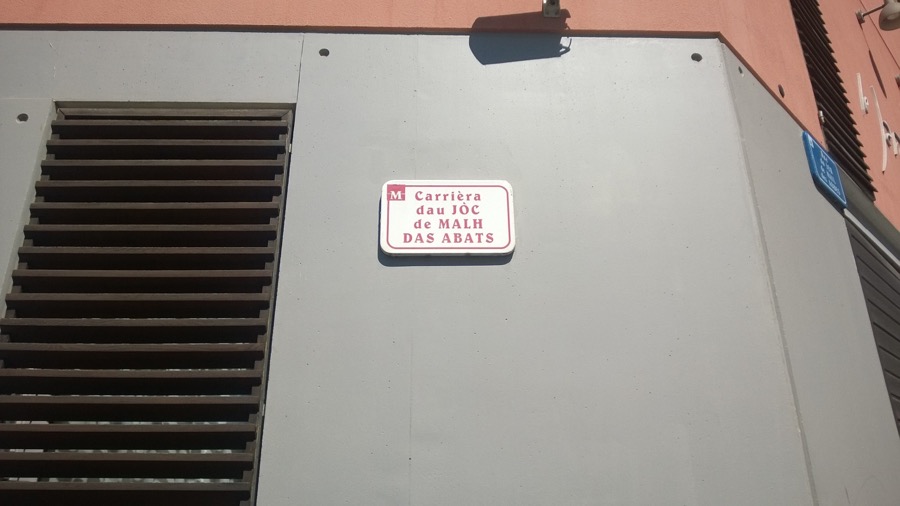 M Carrièra
dau JÒC
de MALH
DAS ABATS